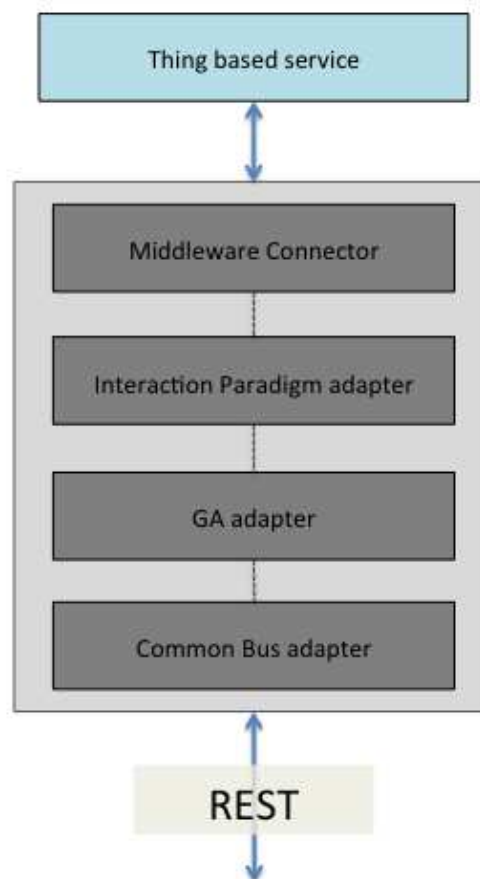 Thing based service
Middleware Connector
Interaction Paradigm adapter
GA adapter
Common Bus adapter
REST